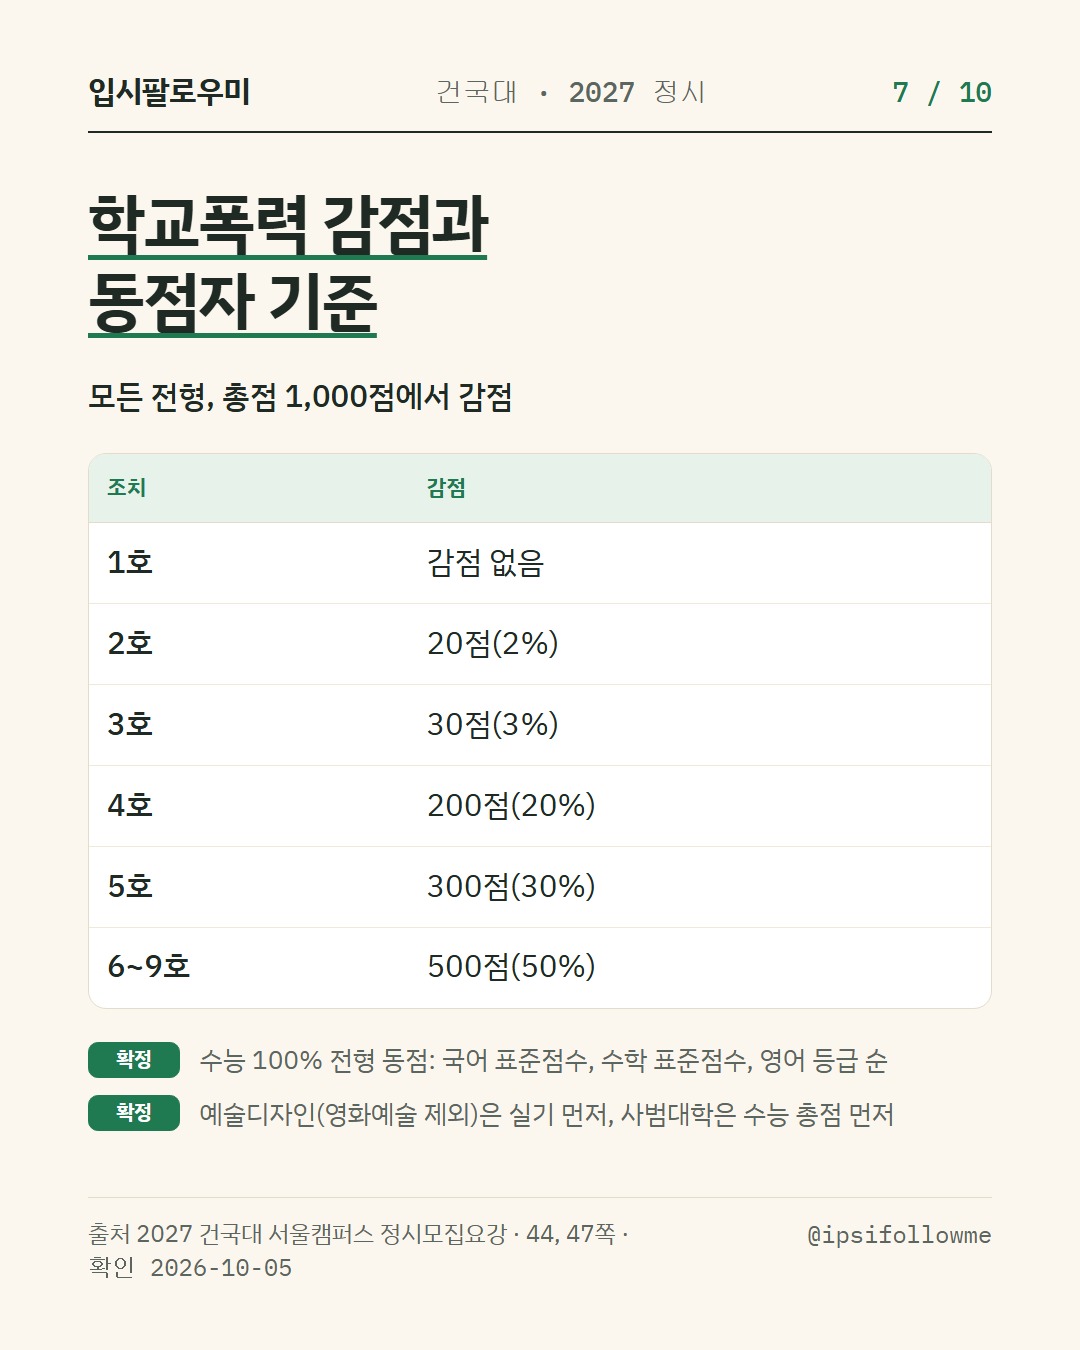 입시팔로우미
건국대 · 2027 정시
7 / 10
학교폭력 감점과
동점자 기준
모든 전형, 총점 1,000점에서 감점
조치 감점
1호 감점 없음
2호 20점(2%)
3호 30점(3%)
4호 200점(20%)
5호 300점(30%)
6~9호 500점(50%)
확정 수능 100% 전형 동점: 국어 표준점수, 수학 표준점수, 영어 등급 순
확정 예술디자인(영화예술 제외)은 실기 먼저, 사범대학은 수능 총점 먼저
출처 2027 건국대 서울캠퍼스 정시모집요강 · 44, 47쪽 ·
확인 2026-10-05
@ipsifollowme